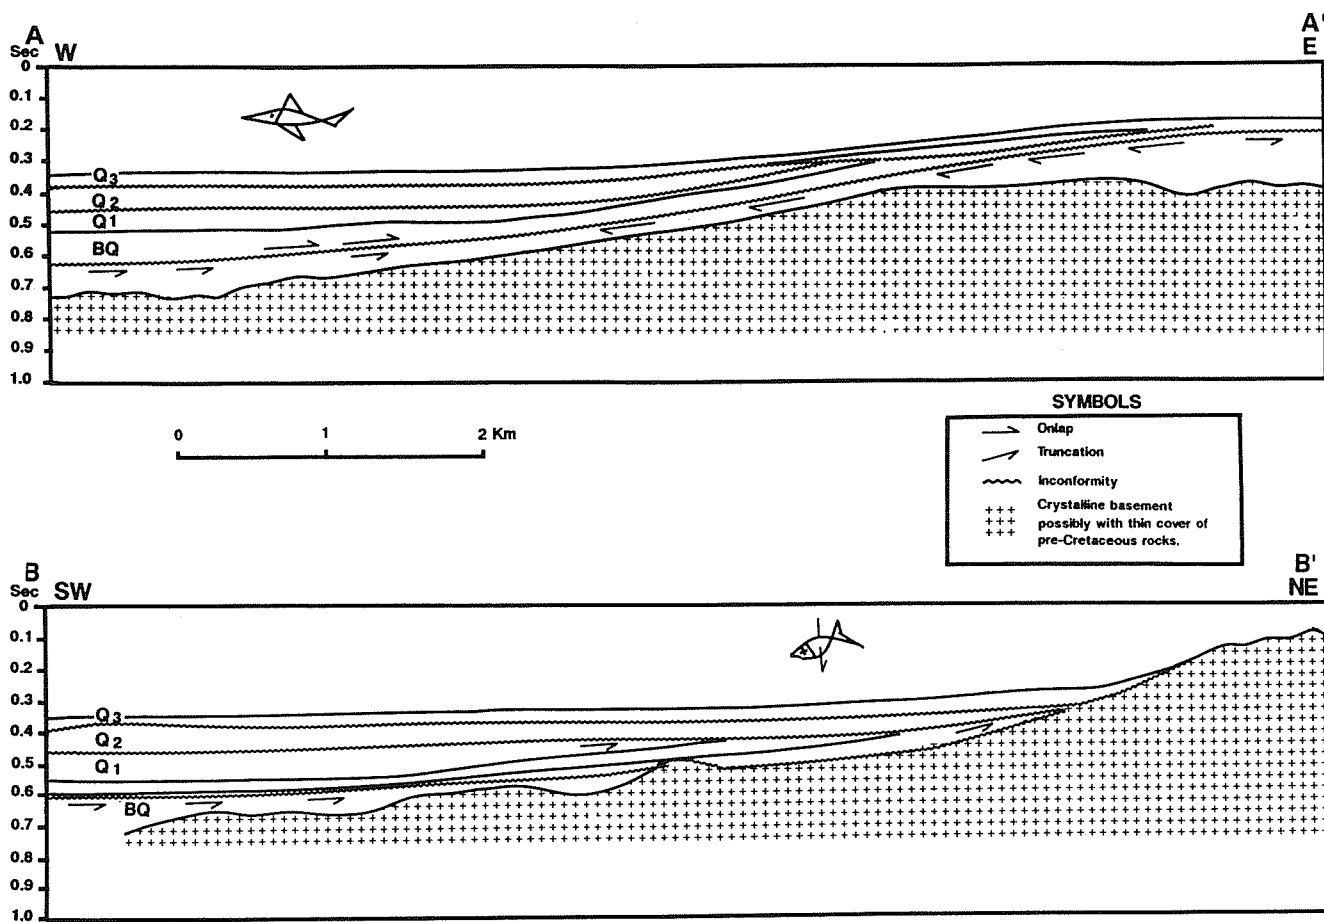 A
A'
Sec W
E
0
0.1
0.2
0.3
Q3
0.4
Q2
0.5
Q1
BQ
0.6
0.7
0.8
0.9
1.0
0 1 2 Km
SYMBOLS
Onlap
Truncation
Inconformity
Crystalline basement
possibly with thin cover of
pre-Cretaceous rocks.
B
B'
Sec SW
NE
0
0.1
0.2
0.3
Q3
0.4
Q2
0.5
Q1
0.6
BQ
0.7
0.8
0.9
1.0